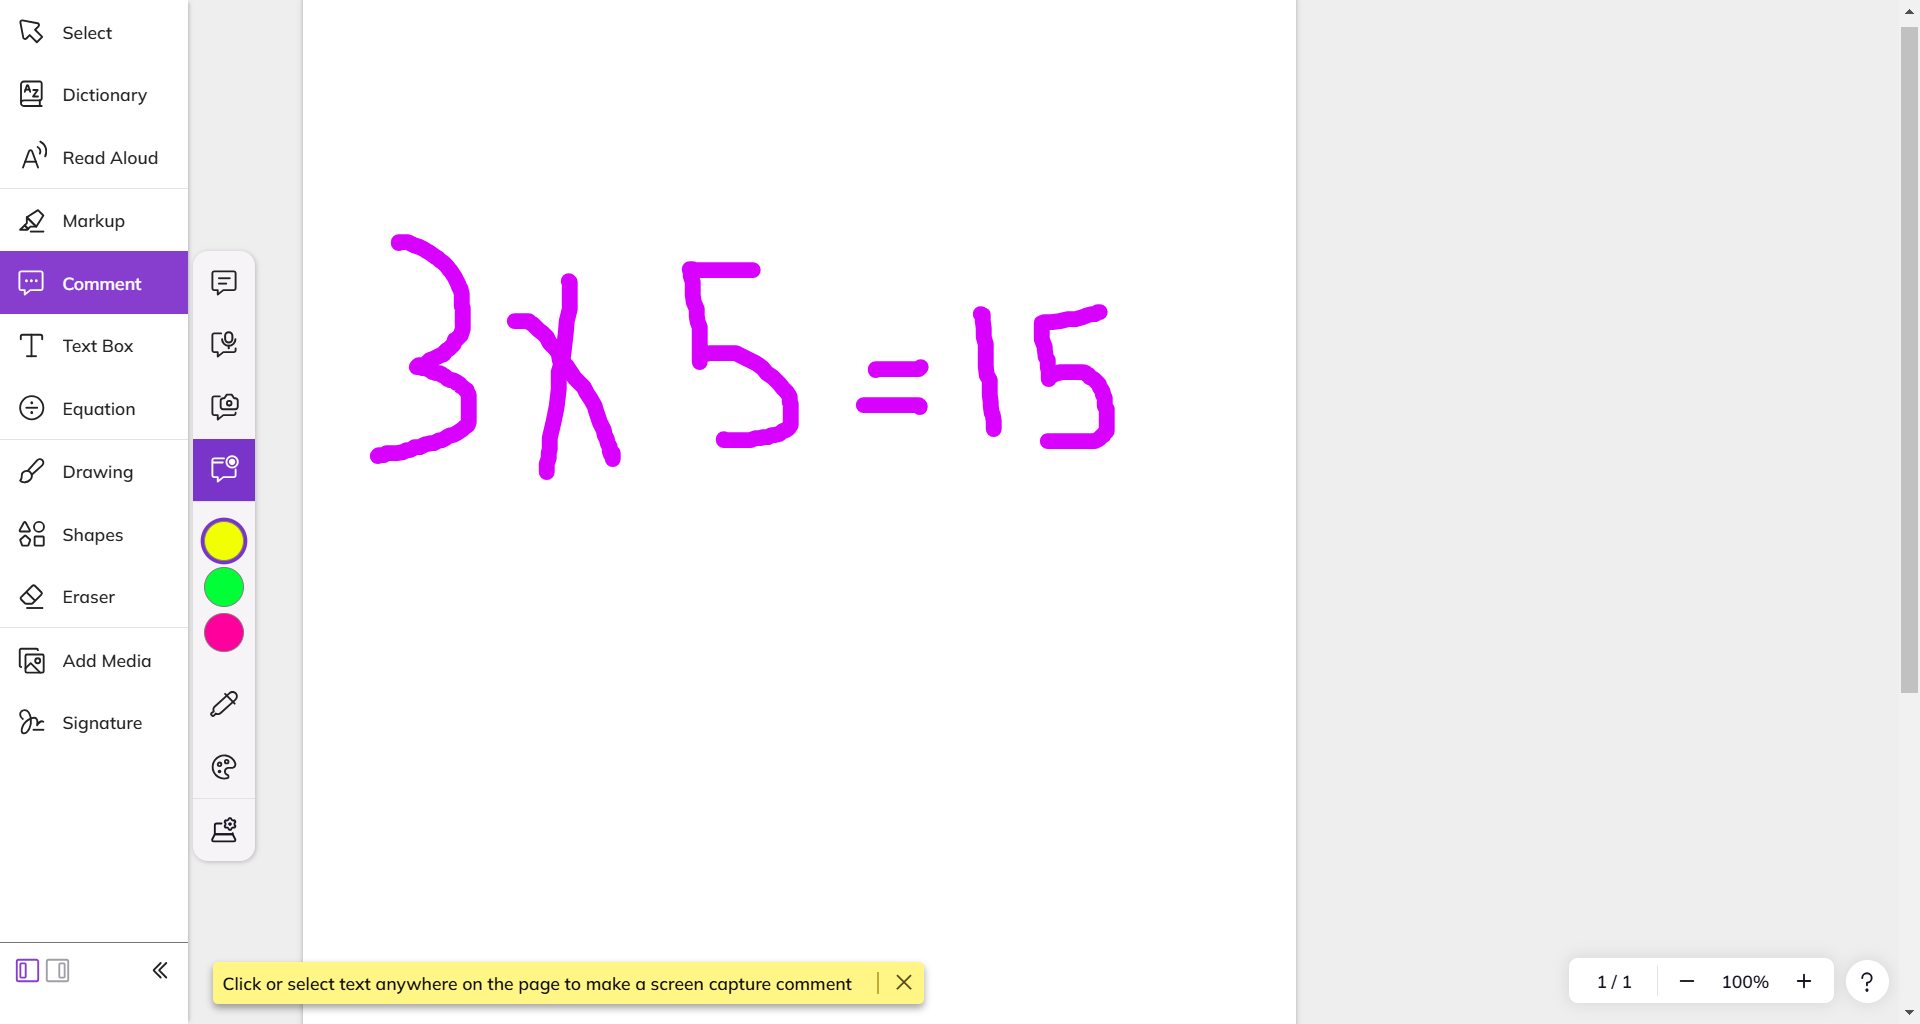 Select
Dictionary
Read Aloud
Markup
Comment
Text Box
Equation
Drawing
Shapes
Eraser
Add Media
Signature
3 x 5 = 15
Click or select text anywhere on the page to make a screen capture comment
1 / 1 − 100% + ?